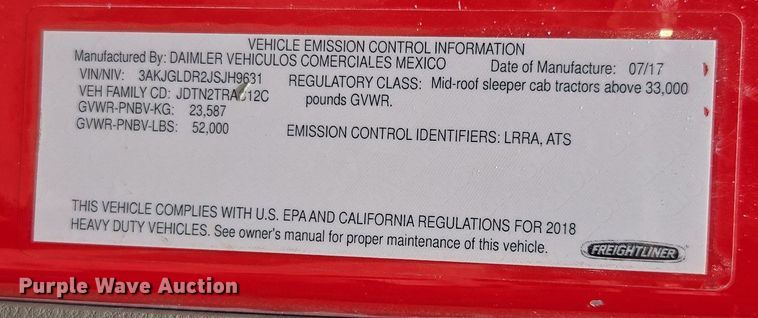 VEHICLE EMISSION CONTROL INFORMATION
Manufactured By: DAIMLER VEHICULOS COMERCIALES MEXICO Date of Manufacture: 07/17
VIN/NIV: 3AKJGLDR2JSJH9631
REGULATORY CLASS: Mid-roof sleeper cab tractors above 33,000
pounds GVWR.
VEH FAMILY CD:
GVWR-PNBV-KG: 23,587
GVWR-PNBV-LBS: 52,000
EMISSION CONTROL IDENTIFIERS: LRRA, ATS
THIS VEHICLE COMPLIES WITH U.S. EPA AND CALIFORNIA REGULATIONS FOR 2018
HEAVY DUTY VEHICLES. See owner's manual for proper maintenance of this vehicle.
FREIGHTLINER
Purple Wave Auction